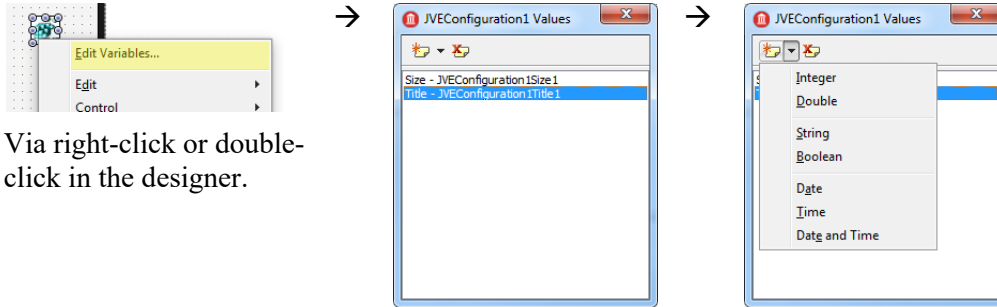 Edit Variables...
Edit
Control
Via right-click or double-
click in the designer.
→
JVEConfiguration1 Values
Size - JVEConfiguration1Size1
Title - JVEConfiguration1Title1
→
JVEConfiguration1 Values
Integer
Double
String
Boolean
Date
Time
Date and Time